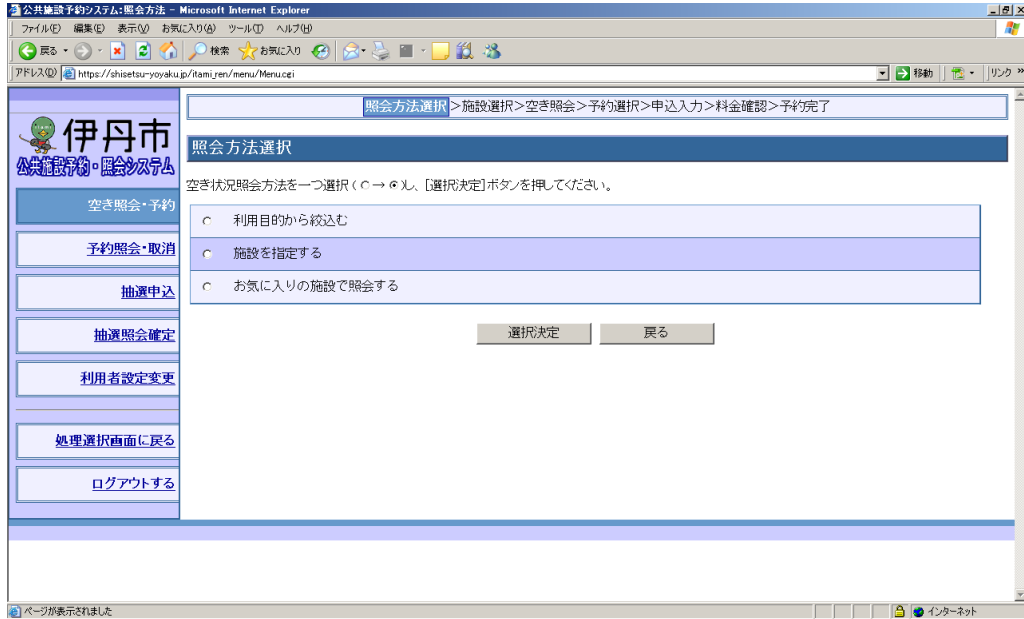 公共施設予約システム:照会方法 - Microsoft Internet Explorer
ファイル(F) 編集(E) 表示(V) お気に入り(A) ツール(T) ヘルプ(H)
戻る 検索 お気に入り
アドレス(D) https://shisetsu-yoyaku.jp/itami_ren/menu/Menu.cgi 移動 リンク »
伊丹市
公共施設予約・照会システム
空き照会・予約
予約照会・取消
抽選申込
抽選照会確定
利用者設定変更
処理選択画面に戻る
ログアウトする
照会方法選択>施設選択>空き照会>予約選択>申込入力>料金確認>予約完了
照会方法選択
空き状況照会方法を一つ選択(○→◉)し、[選択決定]ボタンを押してください。
利用目的から絞込む
施設を指定する
お気に入りの施設で照会する
選択決定 戻る
ページが表示されました インターネット